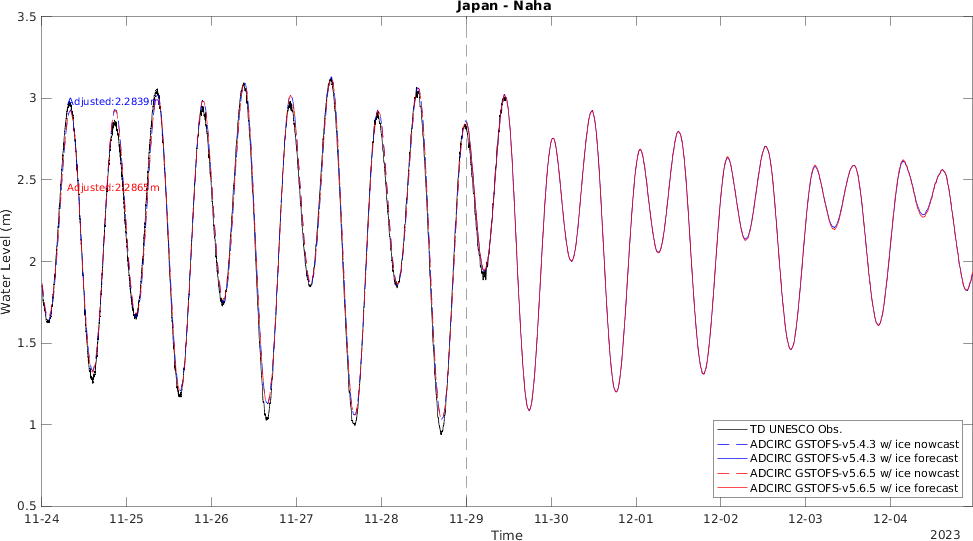 Japan - Naha
3.5
3
2.5
2
1.5
1
0.5
Water Level (m)
Adjusted:2.2839m
Adjusted:2.2865m
TD UNESCO Obs.
ADCIRC GSTOFS-v5.4.3 w/ ice nowcast
ADCIRC GSTOFS-v5.4.3 w/ ice forecast
ADCIRC GSTOFS-v5.6.5 w/ ice nowcast
ADCIRC GSTOFS-v5.6.5 w/ ice forecast
11-24 11-25 11-26 11-27 11-28 11-29 11-30 12-01 12-02 12-03 12-04
Time
2023